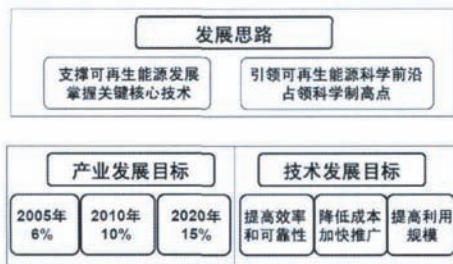 发展思路
支撑可再生能源发展
掌握关键核心技术
引领可再生能源科学前沿
占领科学制高点
产业发展目标
2005年
6%
2010年
10%
2020年
15%
技术发展目标
提高效率
和可靠性
降低成本
加快推广
提高利用
规模